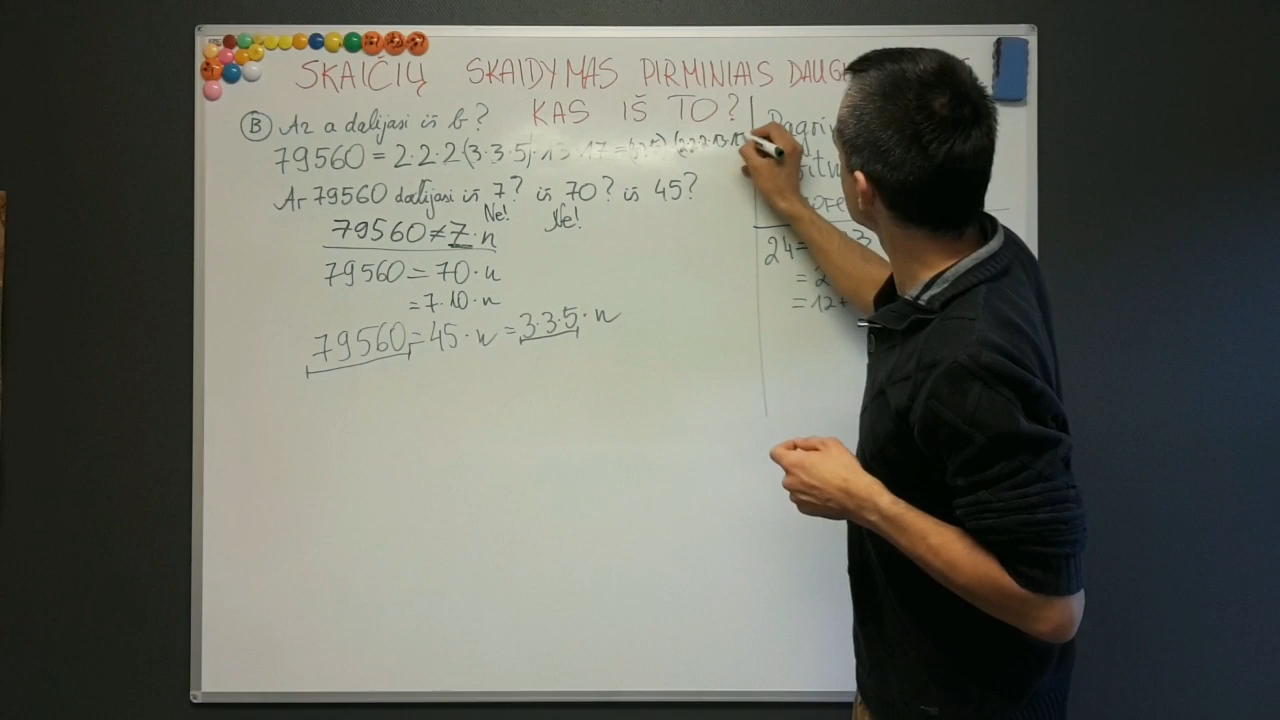 SKAIČIŲ SKAIDYMAS PIRMINIAIS
KAS IŠ TO?
B Ar a dalijasi iš b?
79560 = 2·2·2(3·3·5)·13·17 =
Ar 79560 dalijasi iš 7? iš 70? iš 45?
Ne! Ne!
79560 ≠ 7·n
79560 = 70·n
= 7·10·n
79560 = 45·n = 3·3·5·n
24=
= 2
= 12+